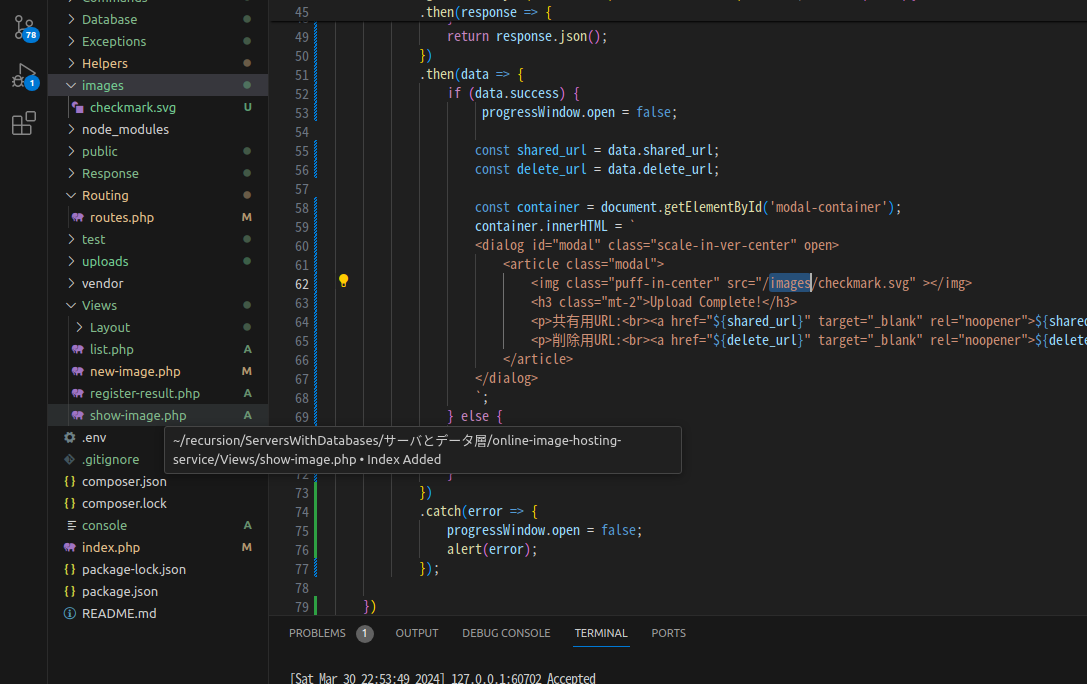 Commands
Database
Exceptions
Helpers
images
checkmark.svg U
node_modules
public
Response
Routing
routes.php M
test
uploads
vendor
Views
Layout
list.php A
new-image.php M
register-result.php A
show-image.php A
.env
.gitignore
composer.json
composer.lock
console A
index.php M
package-lock.json
package.json
README.md
78
1
45 .then(response => {
49 return response.json();
50 })
51 .then(data => {
52 if (data.success) {
53 progressWindow.open = false;
54
55 const shared_url = data.shared_url;
56 const delete_url = data.delete_url;
57
58 const container = document.getElementById('modal-container');
59 container.innerHTML = `
60 <dialog id="modal" class="scale-in-ver-center" open>
61 <article class="modal">
62 <img class="puff-in-center" src="/images/checkmark.svg" ></img>
63 <h3 class="mt-2">Upload Complete!</h3>
64 <p>共有用URL:<br><a href="${shared_url}" target="_blank" rel="noopener">${shared
65 <p>削除用URL:<br><a href="${delete_url}" target="_blank" rel="noopener">${delete
66 </article>
67 </dialog>
68 `;
69 } else {
~/recursion/ServersWithDatabases/サーバとデータ層/online-image-hosting-
service/Views/show-image.php • Index Added
72 }
73 })
74 .catch(error => {
75 progressWindow.open = false;
76 alert(error);
77 });
78
79 })
PROBLEMS 1 OUTPUT DEBUG CONSOLE TERMINAL PORTS
[Sat Mar 30 22:53:49 2024] 127.0.0.1:60702 Accepted